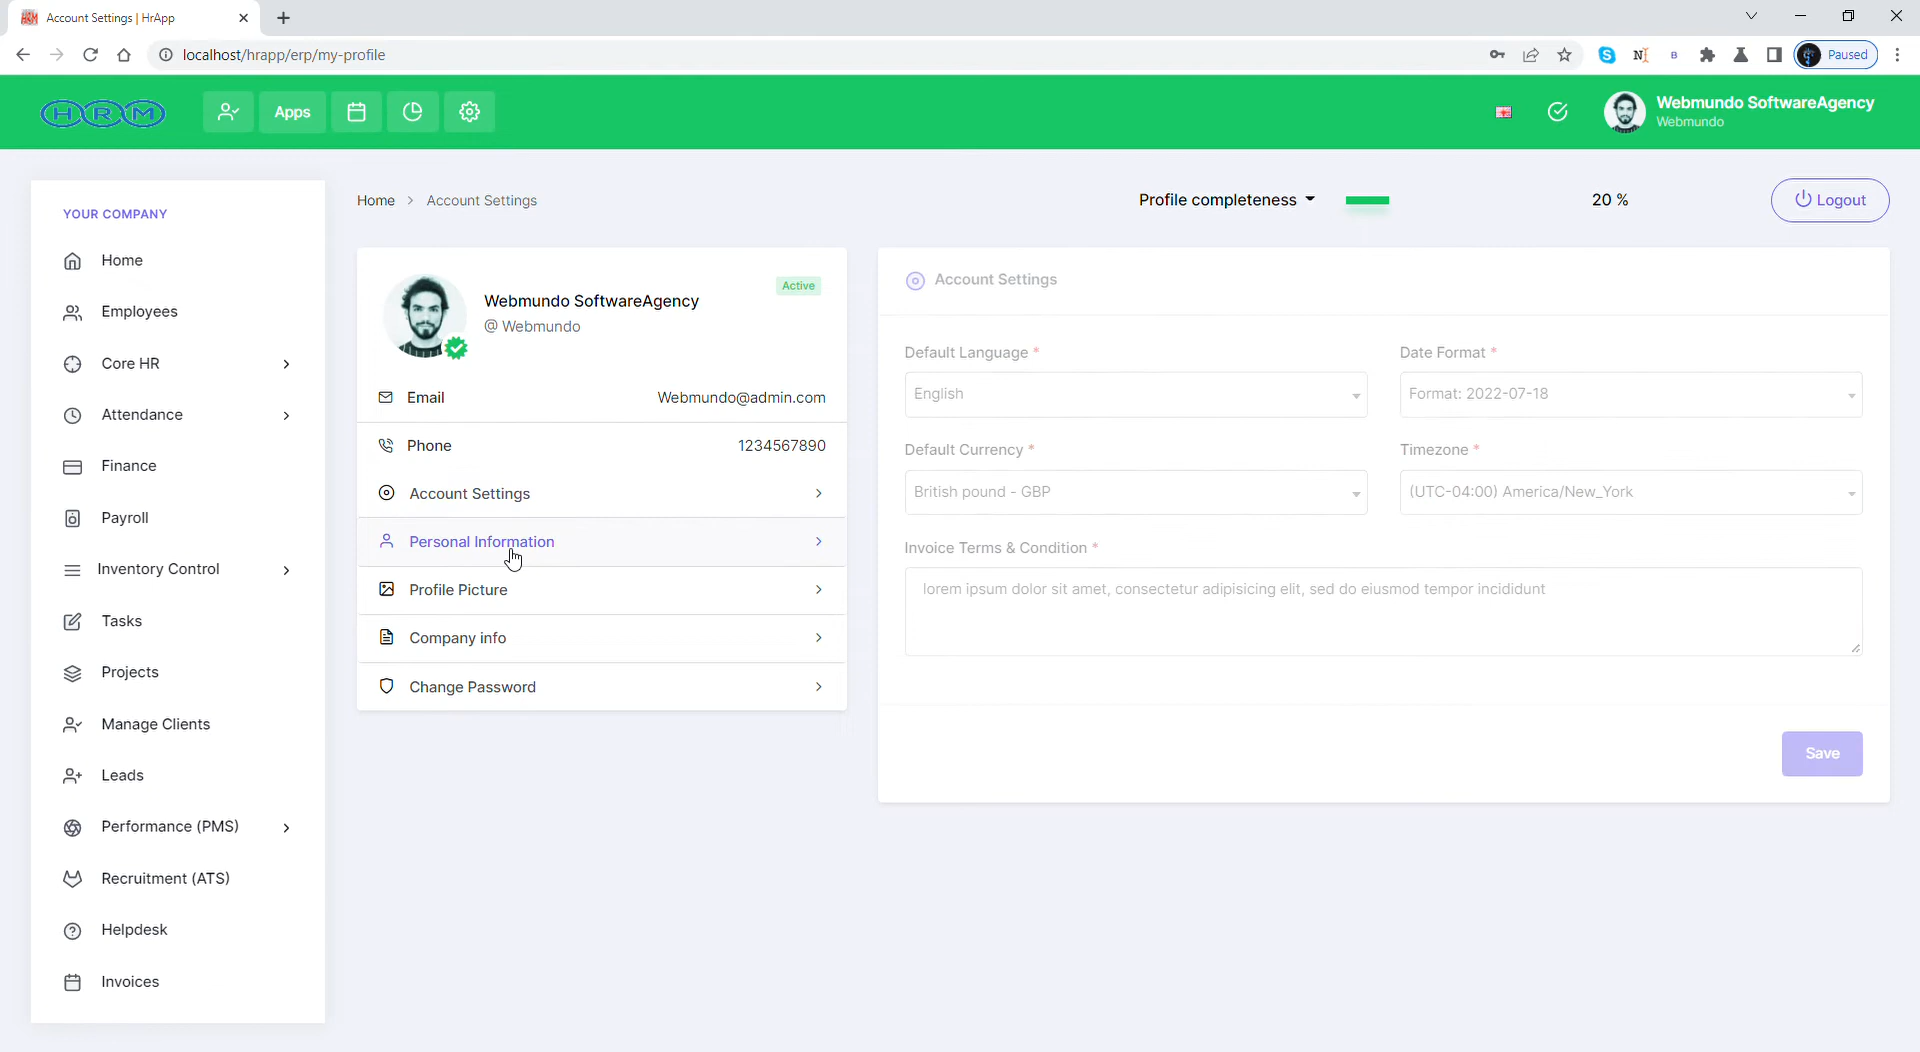 Account Settings | HrApp
localhost/hrapp/erp/my-profile
N
B
Paused
HRM
Apps
Webmundo SoftwareAgency
Webmundo
YOUR COMPANY
Home
Employees
Core HR
Attendance
Finance
Payroll
Inventory Control
Tasks
Projects
Manage Clients
Leads
Performance (PMS)
Recruitment (ATS)
Helpdesk
Invoices
Home > Account Settings
Profile completeness
20 %
Logout
Webmundo SoftwareAgency
Active
@ Webmundo
Email Webmundo@admin.com
Phone 1234567890
Account Settings
Personal Information
Profile Picture
Company info
Change Password
Account Settings
Default Language *
English
Date Format *
Format: 2022-07-18
Default Currency *
British pound - GBP
Timezone *
(UTC-04:00) America/New_York
Invoice Terms & Condition *
lorem ipsum dolor sit amet, consectetur adipisicing elit, sed do eiusmod tempor incididunt
Save